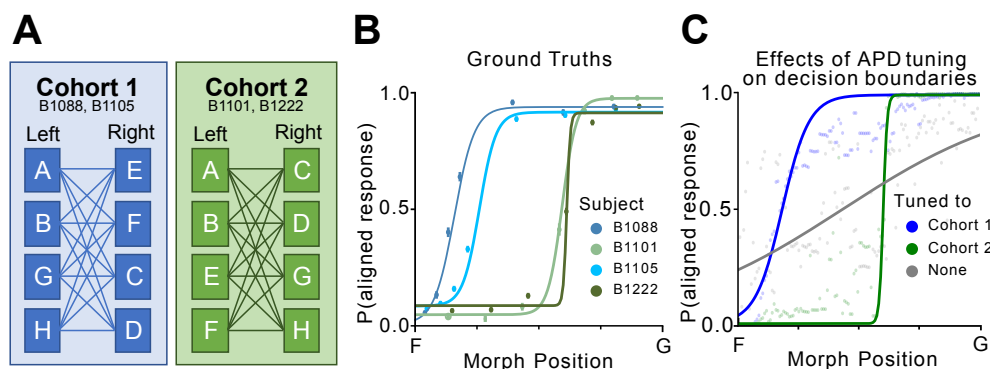 A
Cohort 1
B1088, B1105
Left Right
A E
B F
G C
H D
Cohort 2
B1101, B1222
Left Right
A C
B D
E G
F H
B
Ground Truths
P(aligned response)
1.0
0.5
0.0
F G
Morph Position
Subject
B1088
B1101
B1105
B1222
C
Effects of APD tuning
on decision boundaries
P(aligned response)
1.0
0.5
0.0
F G
Morph Position
Tuned to
Cohort 1
Cohort 2
None